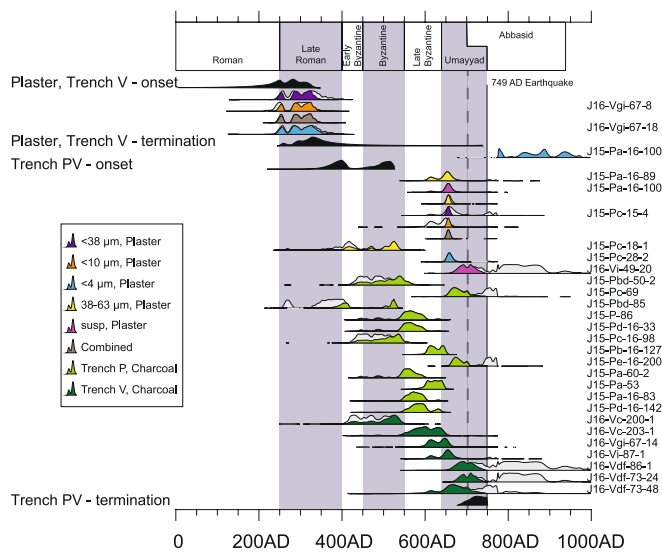 Abbasid
Roman
Late
Roman
Early
Byzantine
Byzantine
Late
Byzantine
Umayyad
749 AD Earthquake
Plaster, Trench V - onset
J16-Vgi-67-8
J16-Vgi-67-18
Plaster, Trench V - termination
J15-Pa-16-100
Trench PV - onset
J15-Pa-16-89
J15-Pa-16-100
J15-Pc-15-4
J15-Pc-18-1
J15-Pc-28-2
J16-Vi-49-20
J15-Pbd-50-2
J15-Pc-69
J15-Pbd-85
J15-P-86
J15-Pd-16-33
J15-Pc-16-98
J15-Pb-16-127
J15-Pe-16-200
J15-Pa-60-2
J15-Pa-53
J15-Pa-16-83
J15-Pd-16-142
J16-Vc-200-1
J16-Vc-203-1
J16-Vgi-67-14
J16-Vi-87-1
J16-Vdf-86-1
J16-Vdf-73-24
J16-Vdf-73-48
<38 µm, Plaster
<10 µm, Plaster
<4 µm, Plaster
38-63 µm, Plaster
susp, Plaster
Combined
Trench P, Charcoal
Trench V, Charcoal
Trench PV - termination
0 200AD 400AD 600AD 800AD 1000AD